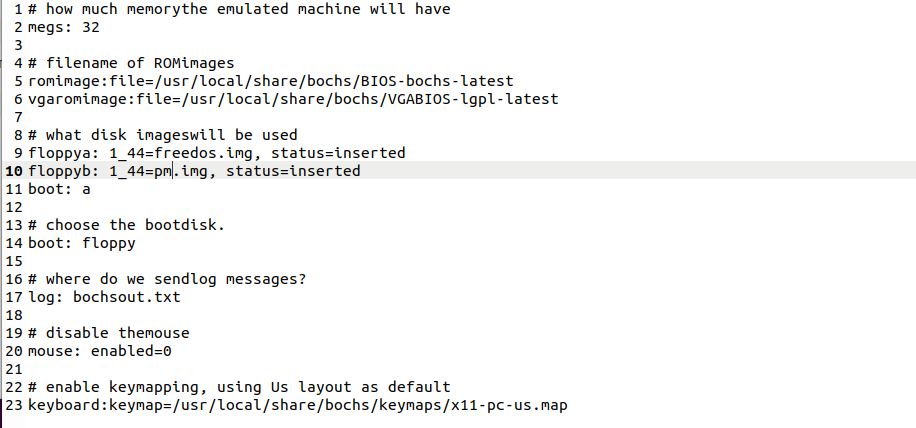 1 # how much memorythe emulated machine will have
2 megs: 32
3
4 # filename of ROMimages
5 romimage:file=/usr/local/share/bochs/BIOS-bochs-latest
6 vgaromimage:file=/usr/local/share/bochs/VGABIOS-lgpl-latest
7
8 # what disk imageswill be used
9 floppya: 1_44=freedos.img, status=inserted
10 floppyb: 1_44=pm.img, status=inserted
11 boot: a
12
13 # choose the bootdisk.
14 boot: floppy
15
16 # where do we sendlog messages?
17 log: bochsout.txt
18
19 # disable themouse
20 mouse: enabled=0
21
22 # enable keymapping, using Us layout as default
23 keyboard:keymap=/usr/local/share/bochs/keymaps/x11-pc-us.map